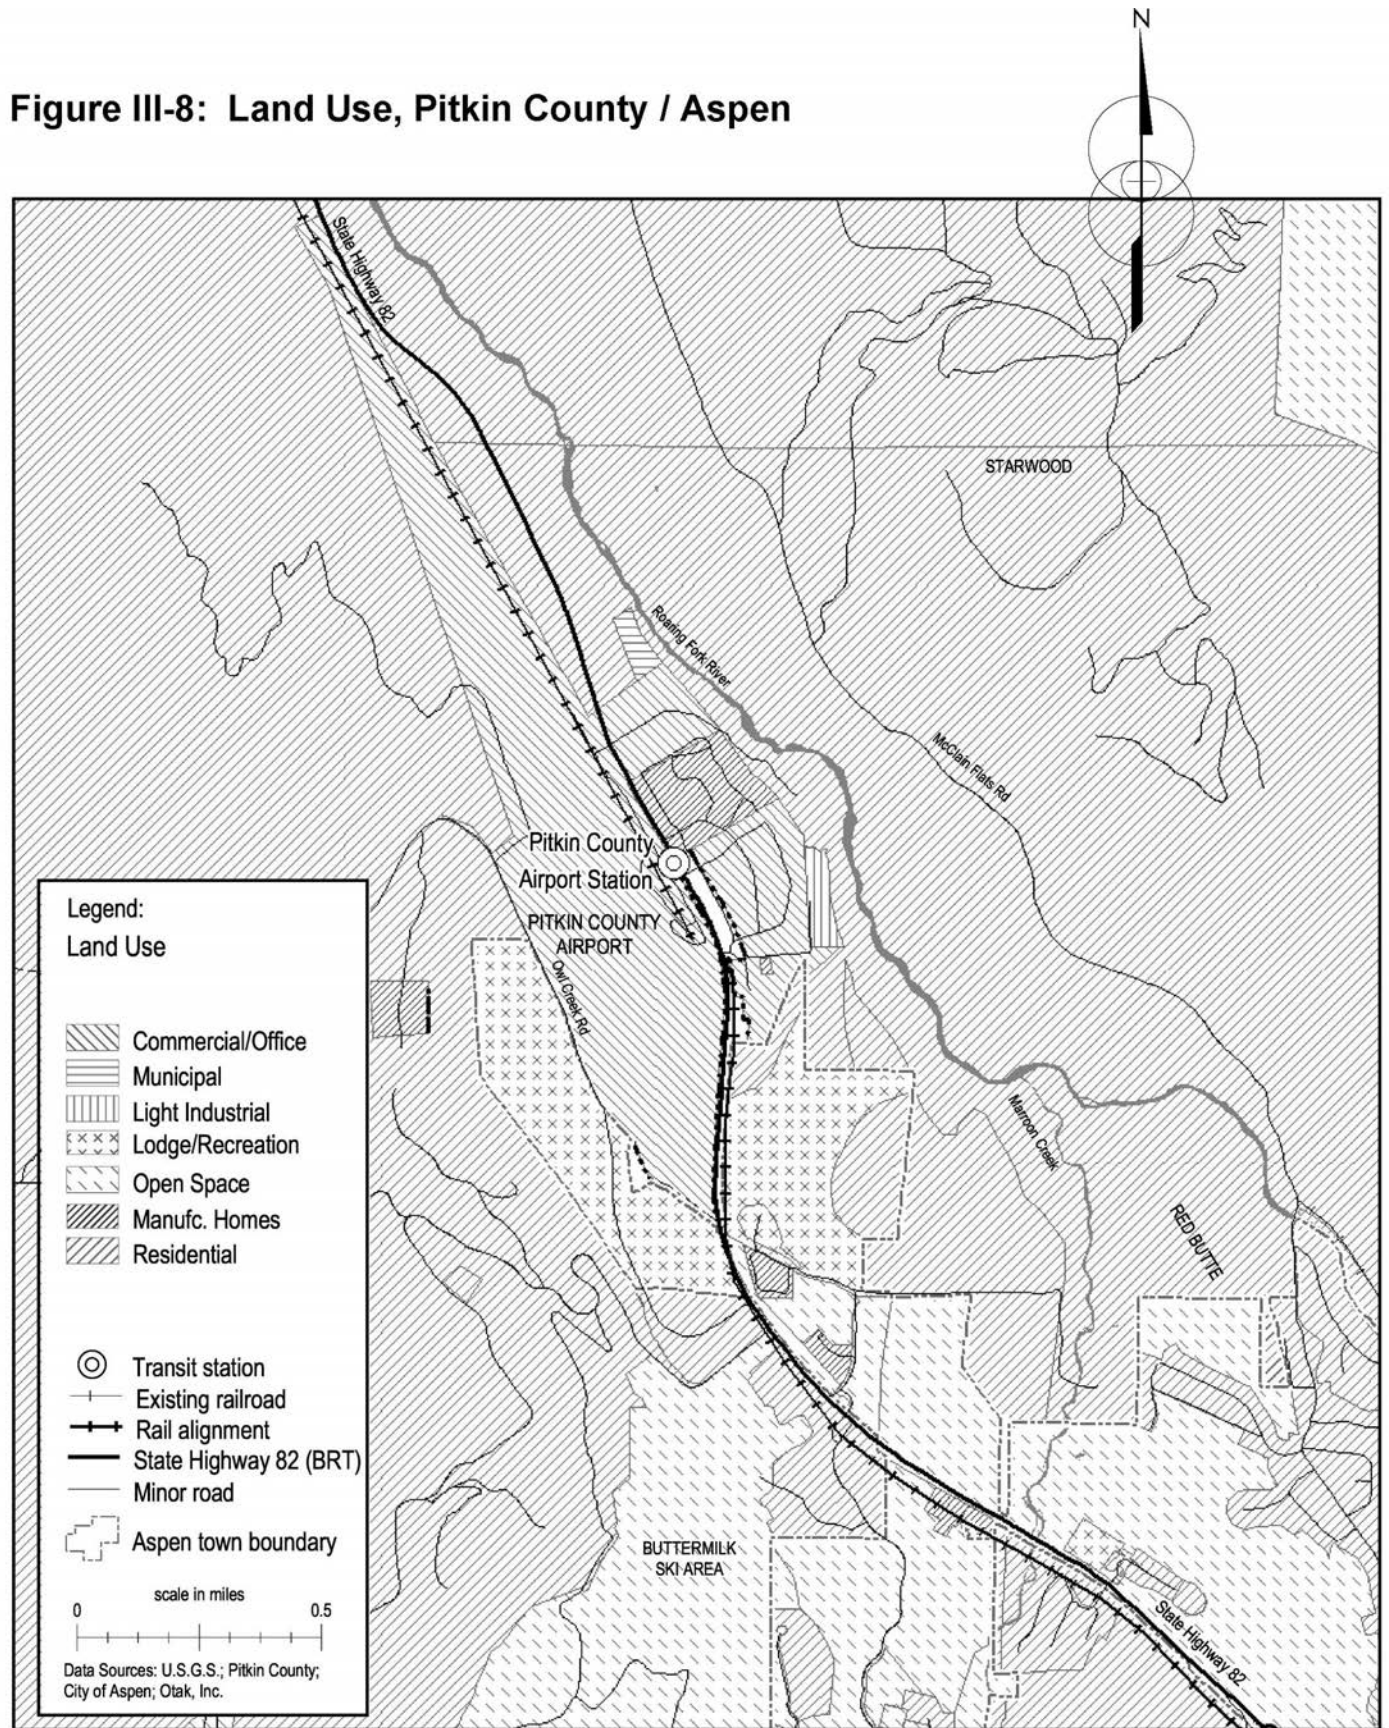 N
Figure III-8: Land Use, Pitkin County / Aspen
State Highway 82
STARWOOD
Roaring Fork River
McClain Flats Rd
Pitkin County
Airport Station
PITKIN COUNTY
AIRPORT
Owl Creek Rd
Marroon Creek
RED BUTTE
BUTTERMILK
SKI AREA
State Highway 82
Legend:
Land Use
Commercial/Office
Municipal
Light Industrial
Lodge/Recreation
Open Space
Manufc. Homes
Residential
Transit station
Existing railroad
Rail alignment
State Highway 82 (BRT)
Minor road
Aspen town boundary
scale in miles
0 0.5
Data Sources: U.S.G.S.; Pitkin County;
City of Aspen; Otak, Inc.